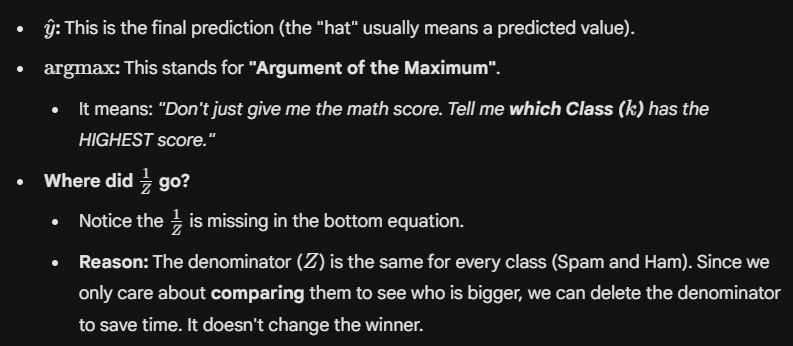 • ŷ: This is the final prediction (the "hat" usually means a predicted value).
• argmax: This stands for "Argument of the Maximum".
• It means: "Don't just give me the math score. Tell me which Class (k) has the
HIGHEST score."
• Where did 1/Z go?
• Notice the 1/Z is missing in the bottom equation.
• Reason: The denominator (Z) is the same for every class (Spam and Ham). Since we
only care about comparing them to see who is bigger, we can delete the denominator
to save time. It doesn't change the winner.